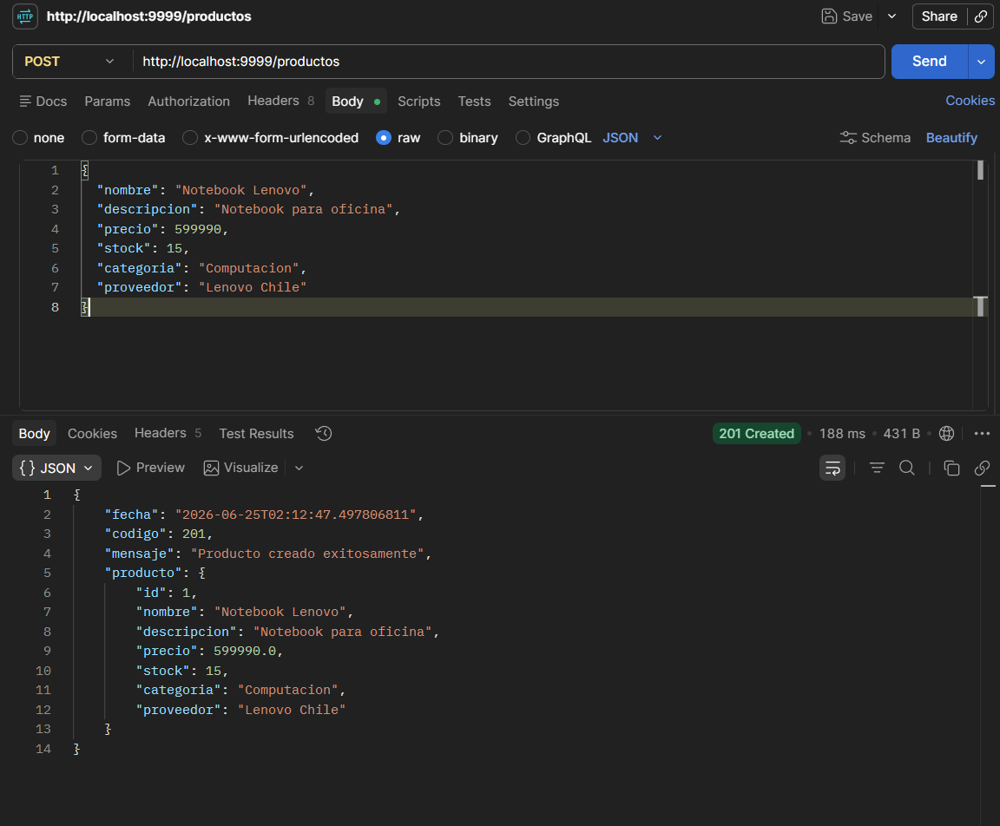 HTTP http://localhost:9999/productos Save Share
POST http://localhost:9999/productos Send
Docs Params Authorization Headers 8 Body Scripts Tests Settings Cookies
none form-data x-www-form-urlencoded raw binary GraphQL JSON Schema Beautify
1 {
2 "nombre": "Notebook Lenovo",
3 "descripcion": "Notebook para oficina",
4 "precio": 599990,
5 "stock": 15,
6 "categoria": "Computacion",
7 "proveedor": "Lenovo Chile"
8 }
Body Cookies Headers 5 Test Results 201 Created • 188 ms • 431 B •
{} JSON Preview Visualize
1 {
2 "fecha": "2026-06-25T02:12:47.497806811",
3 "codigo": 201,
4 "mensaje": "Producto creado exitosamente",
5 "producto": {
6 "id": 1,
7 "nombre": "Notebook Lenovo",
8 "descripcion": "Notebook para oficina",
9 "precio": 599990.0,
10 "stock": 15,
11 "categoria": "Computacion",
12 "proveedor": "Lenovo Chile"
13 }
14 }